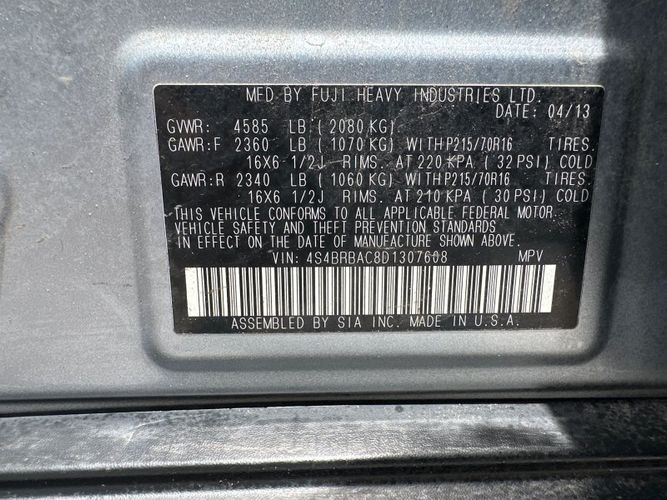 MFD BY FUJI HEAVY INDUSTRIES LTD.
DATE: 04/13
GVWR: 4585 LB ( 2080 KG)
GAWR:F 2360 LB ( 1070 KG) WITH P215/70R16 TIRES.
16X6 1/2J RIMS. AT 220 KPA ( 32 PSI) COLD
GAWR:R 2340 LB ( 1060 KG) WITH P215/70R16 TIRES.
16X6 1/2J RIMS. AT 210 KPA ( 30 PSI) COLD
THIS VEHICLE CONFORMS TO ALL APPLICABLE FEDERAL MOTOR
VEHICLE SAFETY AND THEFT PREVENTION STANDARDS
IN EFFECT ON THE DATE OF MANUFACTURE SHOWN ABOVE.
VIN: 4S4BRBAC8D1307608 MPV
ASSEMBLED BY SIA INC. MADE IN U.S.A.